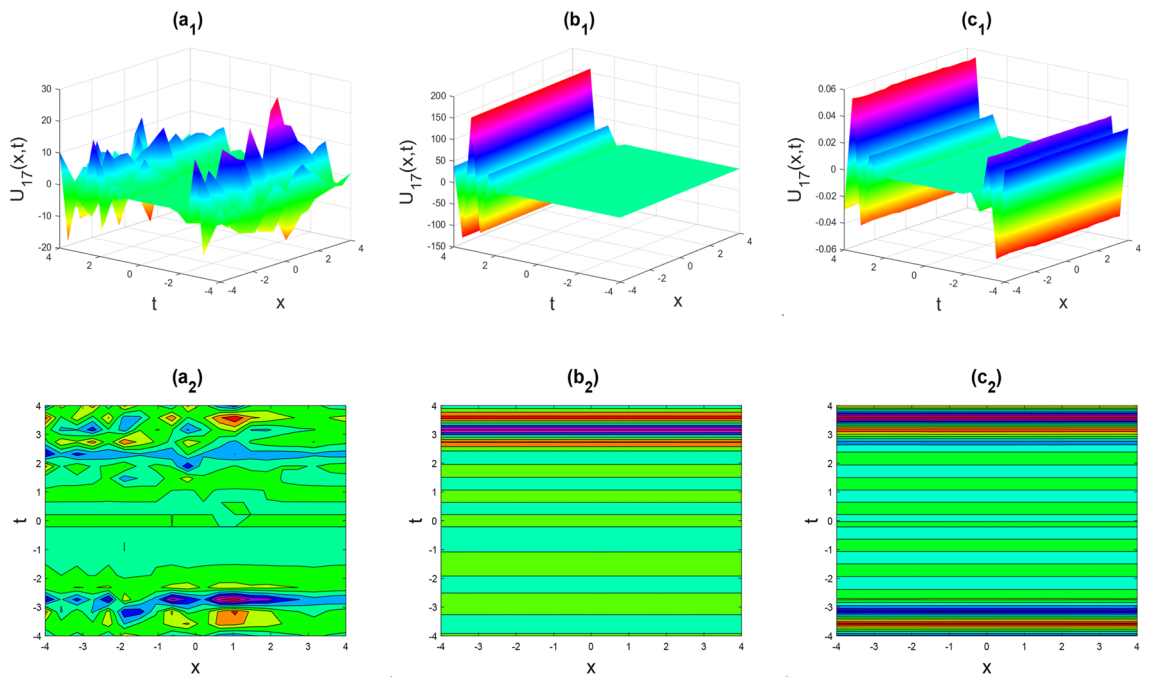 (a1) (b1) (c1)
30 20 10 0 -10 -20
U17(x,t)
4 2 0 -2 -4
t
-4 -2 0 2 4
x
200 150 100 50 0 -50 -100 -150
U17(x,t)
4 2 0 -2 -4
t
-4 -2 0 2 4
x
0.06 0.04 0.02 0 -0.02 -0.04 -0.06
U17(x,t)
4 2 0 -2 -4
t
-4 -2 0 2 4
x
(a2) (b2) (c2)
4 3 2 1 0 -1 -2 -3 -4
t
-4 -3 -2 -1 0 1 2 3 4
x
4 3 2 1 0 -1 -2 -3 -4
t
-4 -3 -2 -1 0 1 2 3 4
x
4 3 2 1 0 -1 -2 -3 -4
t
-4 -3 -2 -1 0 1 2 3 4
x